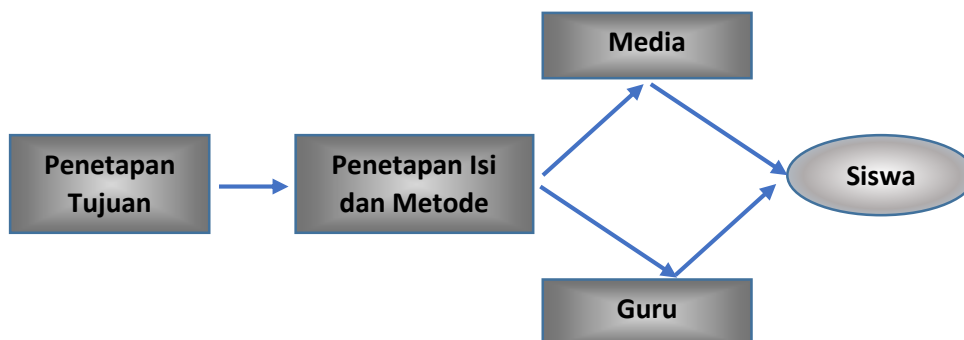 Media
Penetapan
Tujuan
Penetapan Isi
dan Metode
Siswa
Guru